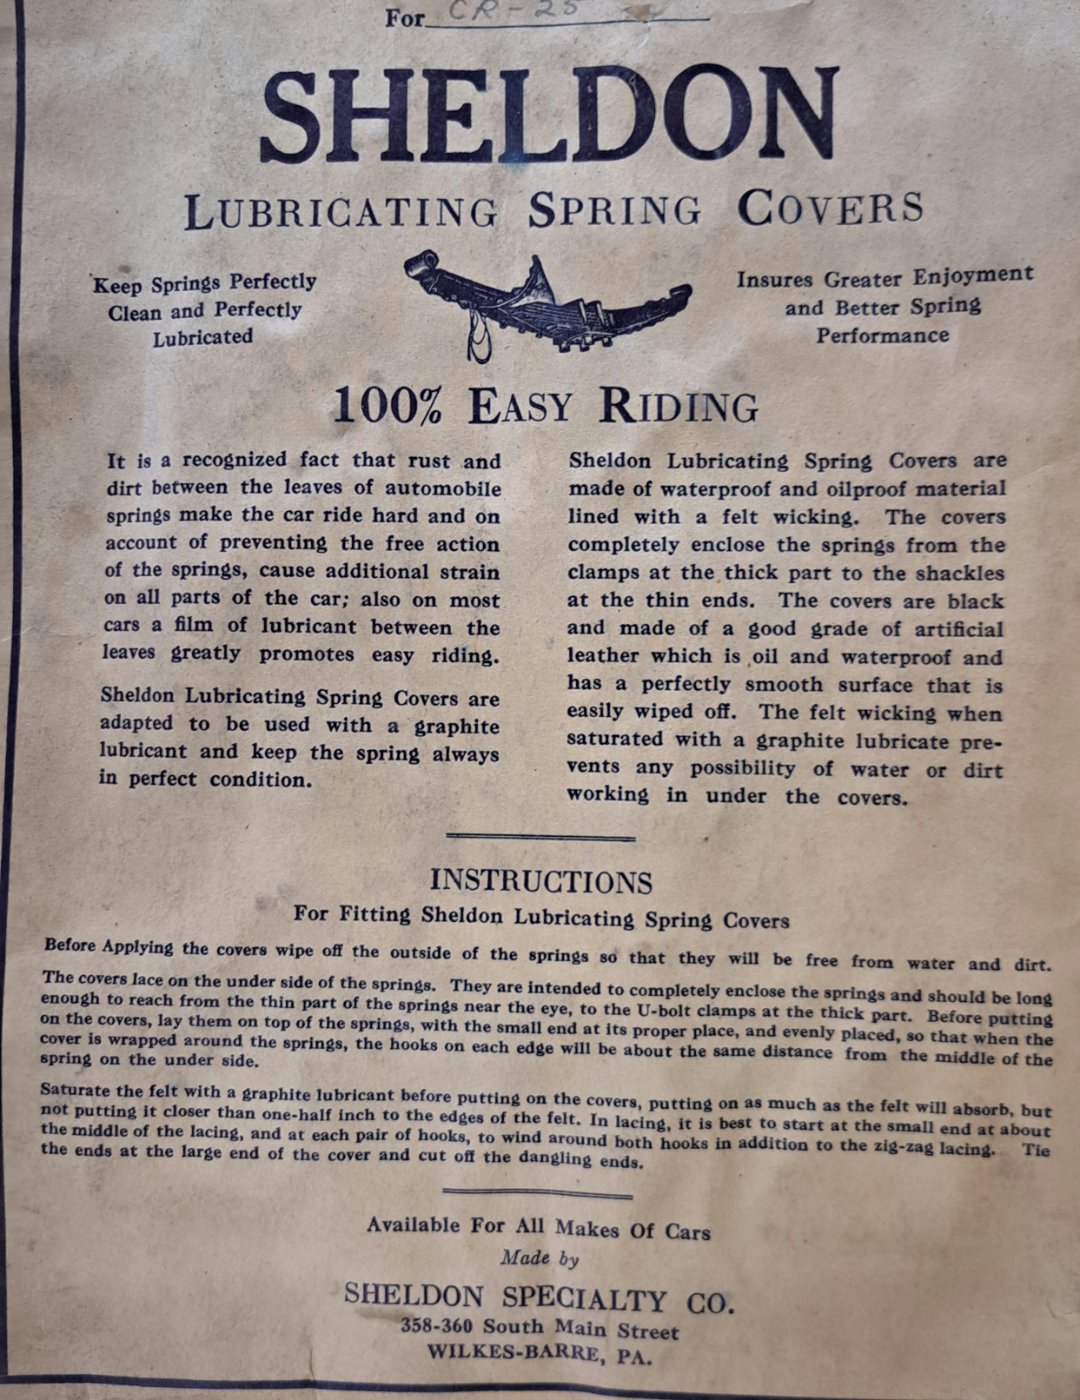 For CR-25
SHELDON
LUBRICATING SPRING COVERS
Keep Springs Perfectly
Clean and Perfectly
Lubricated
Insures Greater Enjoyment
and Better Spring
Performance
100% EASY RIDING
It is a recognized fact that rust and
dirt between the leaves of automobile
springs make the car ride hard and on
account of preventing the free action
of the springs, cause additional strain
on all parts of the car; also on most
cars a film of lubricant between the
leaves greatly promotes easy riding.
Sheldon Lubricating Spring Covers are
adapted to be used with a graphite
lubricant and keep the spring always
in perfect condition.
Sheldon Lubricating Spring Covers are
made of waterproof and oilproof material
lined with a felt wicking. The covers
completely enclose the springs from the
clamps at the thick part to the shackles
at the thin ends. The covers are black
and made of a good grade of artificial
leather which is oil and waterproof and
has a perfectly smooth surface that is
easily wiped off. The felt wicking when
saturated with a graphite lubricate pre-
vents any possibility of water or dirt
working in under the covers.
INSTRUCTIONS
For Fitting Sheldon Lubricating Spring Covers
Before Applying the covers wipe off the outside of the springs so that they will be free from water and dirt.
The covers lace on the under side of the springs. They are intended to completely enclose the springs and should be long
enough to reach from the thin part of the springs near the eye, to the U-bolt clamps at the thick part. Before putting
on the covers, lay them on top of the springs, with the small end at its proper place, and evenly placed, so that when the
cover is wrapped around the springs, the hooks on each edge will be about the same distance from the middle of the
spring on the under side.
Saturate the felt with a graphite lubricant before putting on the covers, putting on as much as the felt will absorb, but
not putting it closer than one-half inch to the edges of the felt. In lacing, it is best to start at the small end at about
the middle of the lacing, and at each pair of hooks, to wind around both hooks in addition to the zig-zag lacing. Tie
the ends at the large end of the cover and cut off the dangling ends.
Available For All Makes Of Cars
Made by
SHELDON SPECIALTY CO.
358-360 South Main Street
WILKES-BARRE, PA.